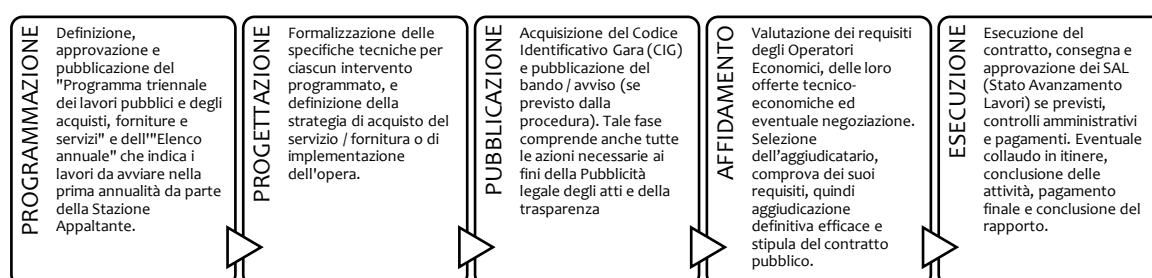 PROGRAMMAZIONE
Definizione,
approvazione e
pubblicazione del
"Programma triennale
dei lavori pubblici e degli
acquisti, forniture e
servizi" e dell'"Elenco
annuale" che indica i
lavori da avviare nella
prima annualità da parte
della Stazione
Appaltante.
PROGETTAZIONE
Formalizzazione delle
specifiche tecniche per
ciascun intervento
programmato, e
definizione della
strategia di acquisto del
servizio / fornitura o di
implementazione
dell'opera.
PUBBLICAZIONE
Acquisizione del Codice
Identificativo Gara (CIG)
e pubblicazione del
bando / avviso (se
previsto dalla
procedura). Tale fase
comprende anche tutte
le azioni necessarie ai
fini della Pubblicità
legale degli atti e della
trasparenza
AFFIDAMENTO
Valutazione dei requisiti
degli Operatori
Economici, delle loro
offerte tecnico-
economiche ed
eventuale negoziazione.
Selezione
dell'aggiudicatario,
comprova dei suoi
requisiti, quindi
aggiudicazione
definitiva efficace e
stipula del contratto
pubblico.
ESECUZIONE
Esecuzione del
contratto, consegna e
approvazione dei SAL
(Stato Avanzamento
Lavori) se previsti,
controlli amministrativi
e pagamenti. Eventuale
collaudo in itinere,
conclusione delle
attività, pagamento
finale e conclusione del
rapporto.